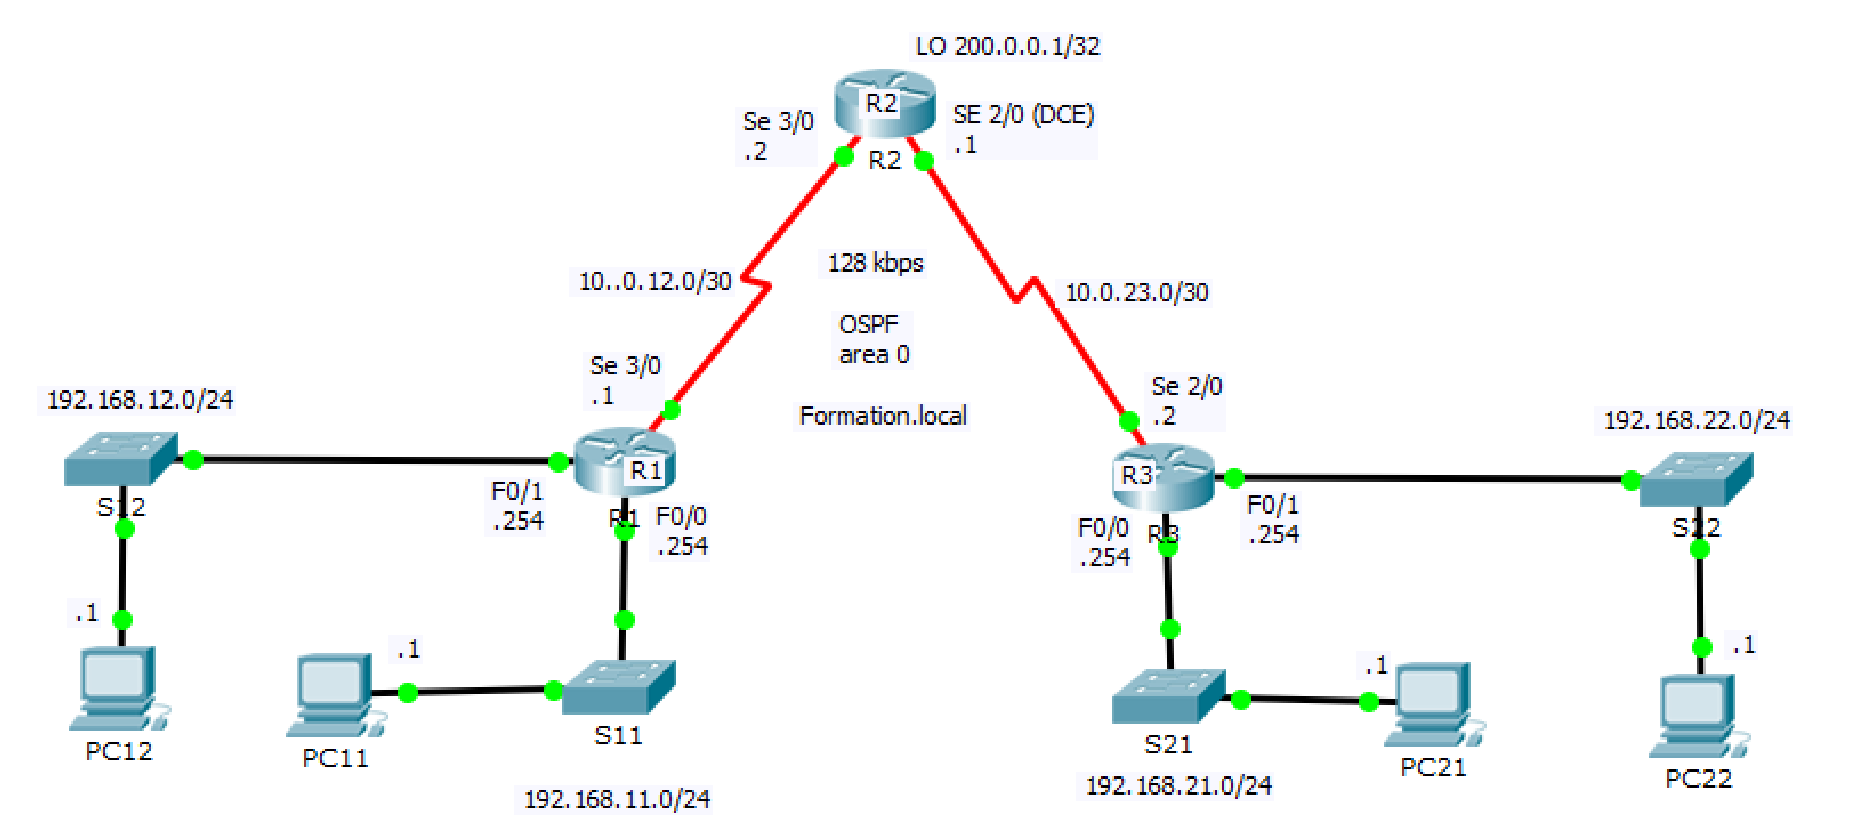 LO 200.0.0.1/32
R2
Se 3/0
.2
SE 2/0 (DCE)
.1
R2
128 kbps
10..0.12.0/30
10.0.23.0/30
OSPF
area 0
Se 3/0
.1
Se 2/0
.2
Formation.local
192.168.12.0/24
192.168.22.0/24
R1
R3
S12
F0/1
.254
R1
F0/0
.254
F0/0
.254
R3
F0/1
.254
S22
.1
.1
.1
.1
PC12
PC11
S11
S21
PC21
PC22
192.168.11.0/24
192.168.21.0/24